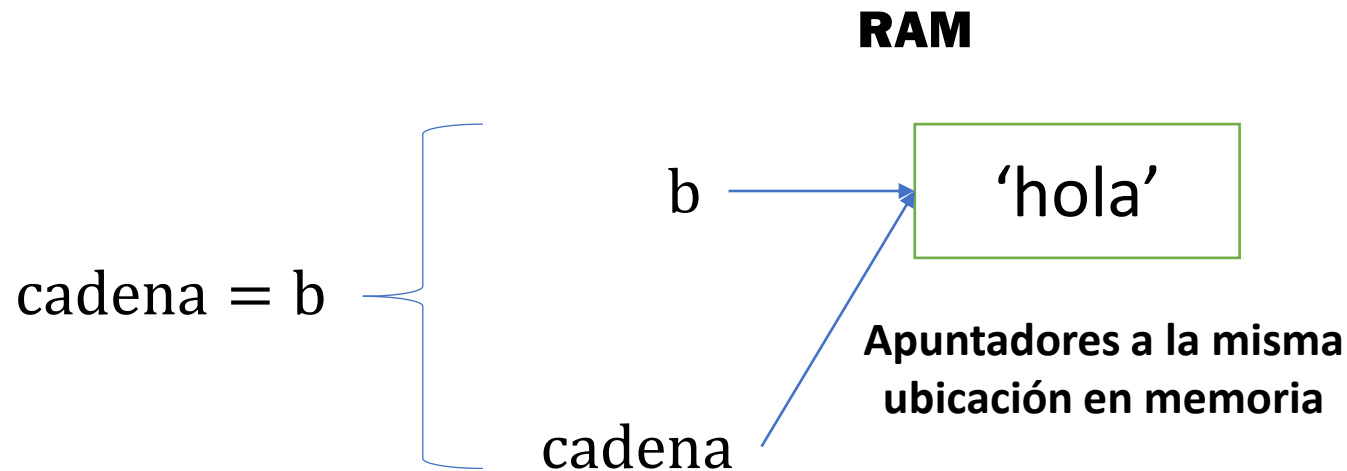 RAM
b
‘hola’
cadena = b
Apuntadores a la misma
ubicación en memoria
cadena